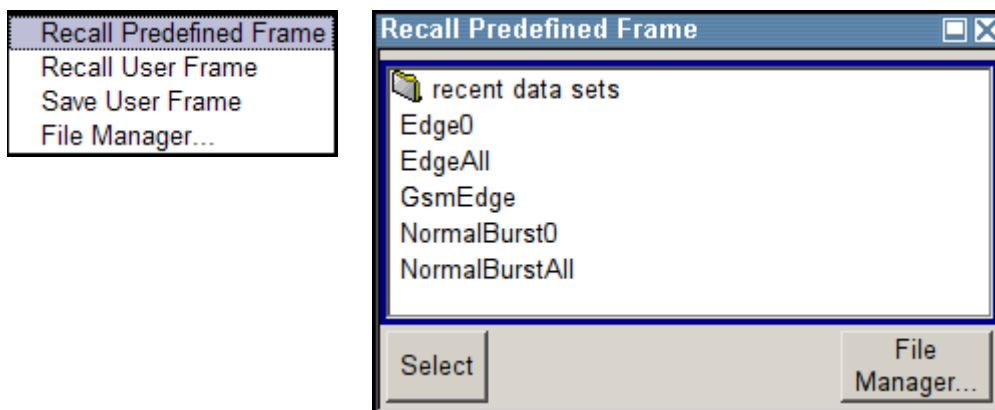 Recall Predefined Frame
Recall User Frame
Save User Frame
File Manager...
Recall Predefined Frame
recent data sets
Edge0
EdgeAll
GsmEdge
NormalBurst0
NormalBurstAll
Select
File
Manager...